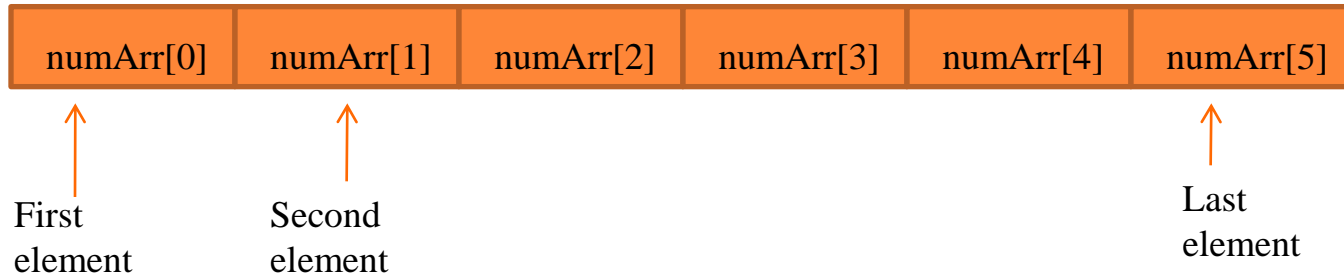 numArr[0] numArr[1] numArr[2] numArr[3] numArr[4] numArr[5]
First
element
Second
element
Last
element